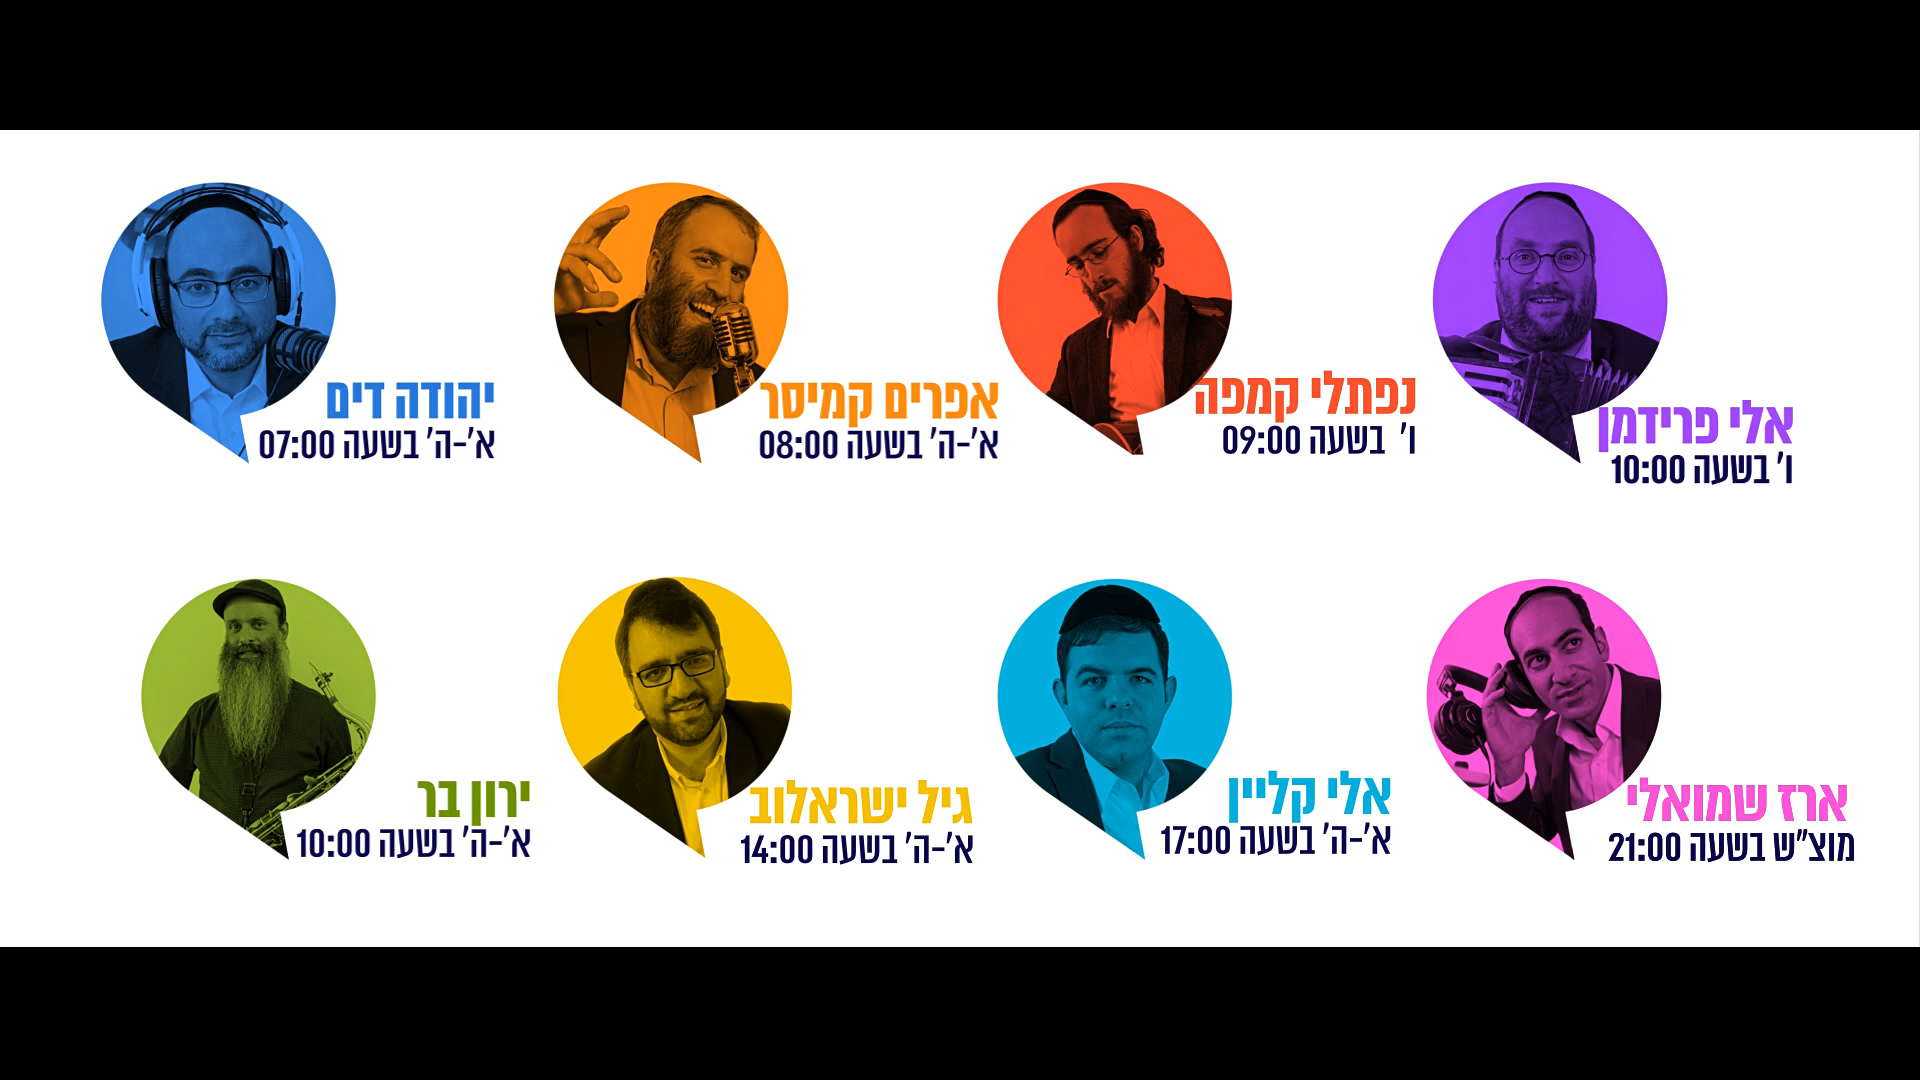 אלי פרידמן
ו' בשעה 10:00
נפתלי קמפה
ו' בשעה 09:00
אפרים קמיסר
א'-ה' בשעה 08:00
יהודה דים
א'-ה' בשעה 07:00
ארז שמואלי
מוצ"ש בשעה 21:00
אלי קליין
א'-ה' בשעה 17:00
גיל ישראלוב
א'-ה' בשעה 14:00
ירון בר
א'-ה' בשעה 10:00